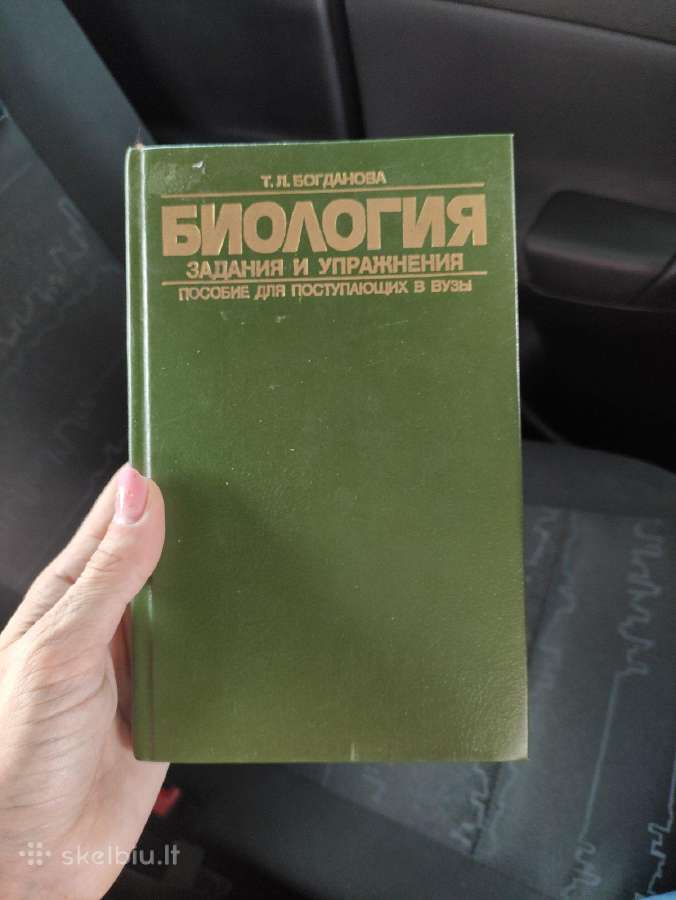 Т. Л. БОГДАНОВА
БИОЛОГИЯ
ЗАДАНИЯ И УПРАЖНЕНИЯ
ПОСОБИЕ ДЛЯ ПОСТУПАЮЩИХ В ВУЗЫ
skelbiu.lt